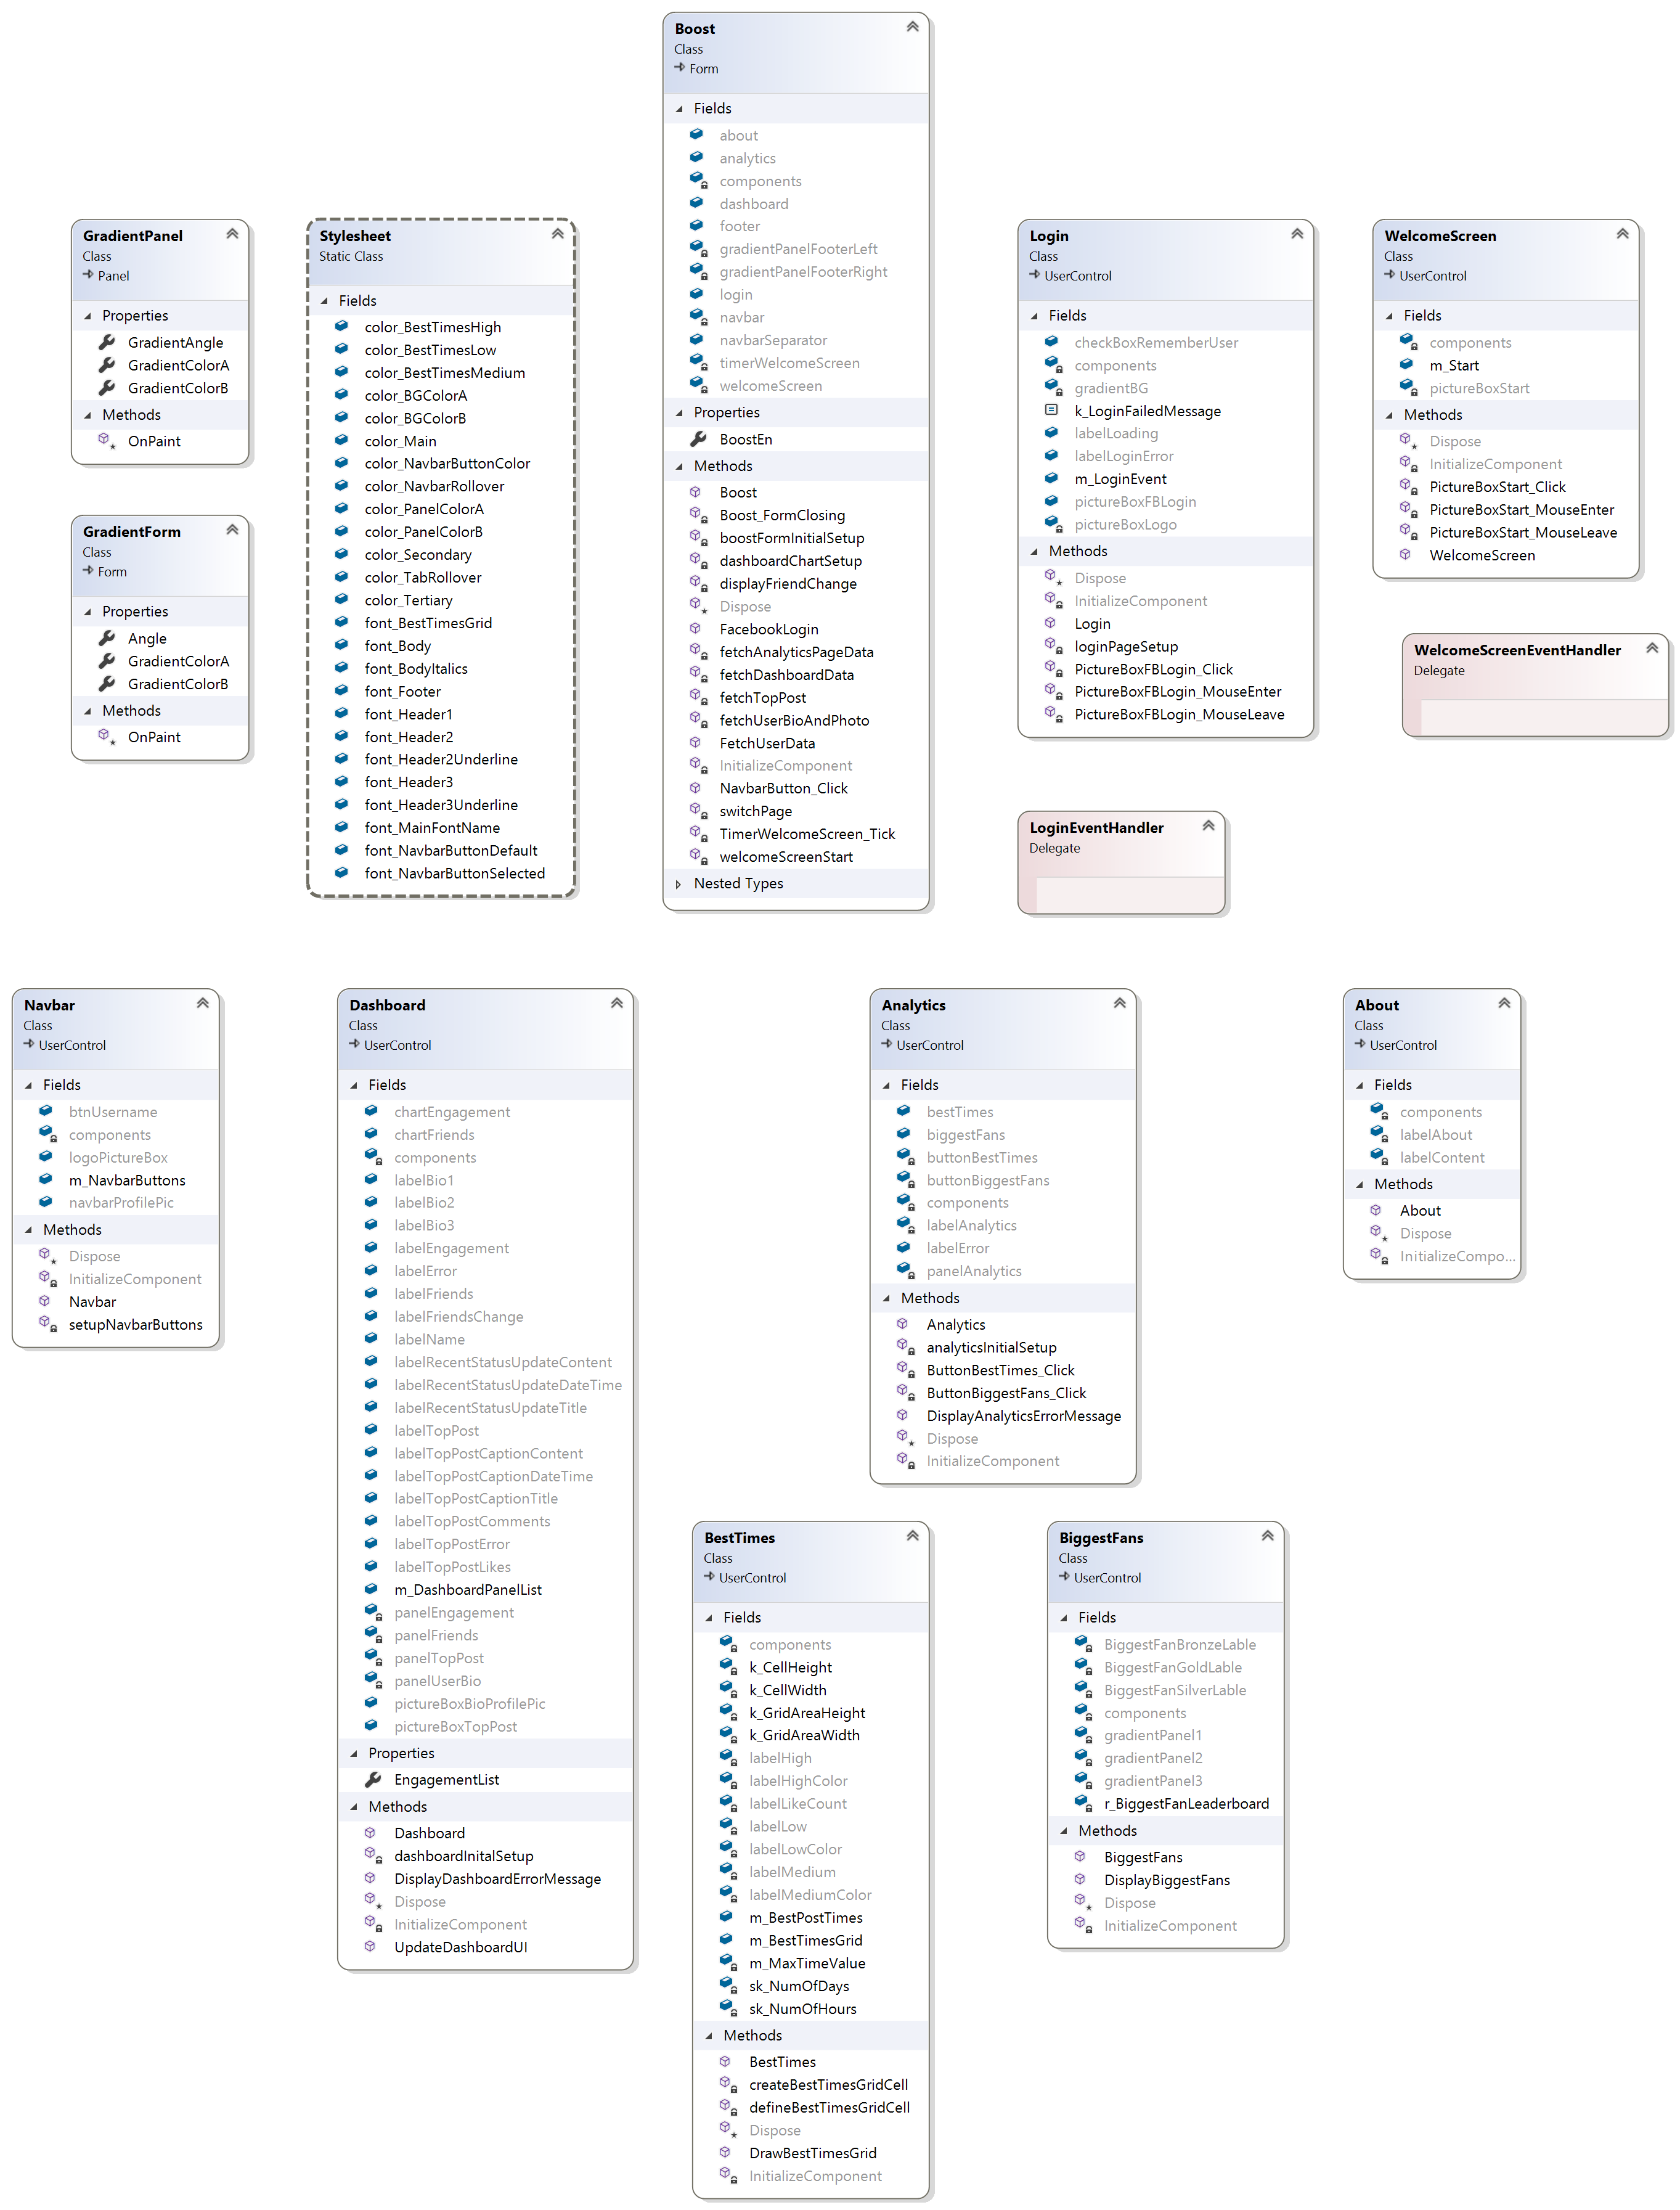 Boost
Class
Form
Fields
about
analytics
components
dashboard
footer
gradientPanelFooterLeft
gradientPanelFooterRight
login
navbar
navbarSeparator
timerWelcomeScreen
welcomeScreen
Properties
BoostEn
Methods
Boost
Boost_FormClosing
boostFormInitialSetup
dashboardChartSetup
displayFriendChange
Dispose
FacebookLogin
fetchAnalyticsPageData
fetchDashboardData
fetchTopPost
fetchUserBioAndPhoto
FetchUserData
InitializeComponent
NavbarButton_Click
switchPage
TimerWelcomeScreen_Tick
welcomeScreenStart
Nested Types
GradientPanel
Class
Panel
Properties
GradientAngle
GradientColorA
GradientColorB
Methods
OnPaint
GradientForm
Class
Form
Properties
Angle
GradientColorA
GradientColorB
Methods
OnPaint
Stylesheet
Static Class
Fields
color_BestTimesHigh
color_BestTimesLow
color_BestTimesMedium
color_BGColorA
color_BGColorB
color_Main
color_NavbarButtonColor
color_NavbarRollover
color_PanelColorA
color_PanelColorB
color_Secondary
color_TabRollover
color_Tertiary
font_BestTimesGrid
font_Body
font_BodyItalics
font_Footer
font_Header1
font_Header2
font_Header2Underline
font_Header3
font_Header3Underline
font_MainFontName
font_NavbarButtonDefault
font_NavbarButtonSelected
Login
Class
UserControl
Fields
checkBoxRememberUser
components
gradientBG
k_LoginFailedMessage
labelLoading
labelLoginError
m_LoginEvent
pictureBoxFBLogin
pictureBoxLogo
Methods
Dispose
InitializeComponent
Login
loginPageSetup
PictureBoxFBLogin_Click
PictureBoxFBLogin_MouseEnter
PictureBoxFBLogin_MouseLeave
WelcomeScreen
Class
UserControl
Fields
components
m_Start
pictureBoxStart
Methods
Dispose
InitializeComponent
PictureBoxStart_Click
PictureBoxStart_MouseEnter
PictureBoxStart_MouseLeave
WelcomeScreen
WelcomeScreenEventHandler
Delegate
LoginEventHandler
Delegate
Navbar
Class
UserControl
Fields
btnUsername
components
logoPictureBox
m_NavbarButtons
navbarProfilePic
Methods
Dispose
InitializeComponent
Navbar
setupNavbarButtons
Dashboard
Class
UserControl
Fields
chartEngagement
chartFriends
components
labelBio1
labelBio2
labelBio3
labelEngagement
labelError
labelFriends
labelFriendsChange
labelName
labelRecentStatusUpdateContent
labelRecentStatusUpdateDateTime
labelRecentStatusUpdateTitle
labelTopPost
labelTopPostCaptionContent
labelTopPostCaptionDateTime
labelTopPostCaptionTitle
labelTopPostComments
labelTopPostError
labelTopPostLikes
m_DashboardPanelList
panelEngagement
panelFriends
panelTopPost
panelUserBio
pictureBoxBioProfilePic
pictureBoxTopPost
Properties
EngagementList
Methods
Dashboard
dashboardInitalSetup
DisplayDashboardErrorMessage
Dispose
InitializeComponent
UpdateDashboardUI
Analytics
Class
UserControl
Fields
bestTimes
biggestFans
buttonBestTimes
buttonBiggestFans
components
labelAnalytics
labelError
panelAnalytics
Methods
Analytics
analyticsInitialSetup
ButtonBestTimes_Click
ButtonBiggestFans_Click
DisplayAnalyticsErrorMessage
Dispose
InitializeComponent
About
Class
UserControl
Fields
components
labelAbout
labelContent
Methods
About
Dispose
InitializeCompo...
BestTimes
Class
UserControl
Fields
components
k_CellHeight
k_CellWidth
k_GridAreaHeight
k_GridAreaWidth
labelHigh
labelHighColor
labelLikeCount
labelLow
labelLowColor
labelMedium
labelMediumColor
m_BestPostTimes
m_BestTimesGrid
m_MaxTimeValue
sk_NumOfDays
sk_NumOfHours
Methods
BestTimes
createBestTimesGridCell
defineBestTimesGridCell
Dispose
DrawBestTimesGrid
InitializeComponent
BiggestFans
Class
UserControl
Fields
BiggestFanBronzeLable
BiggestFanGoldLable
BiggestFanSilverLable
components
gradientPanel1
gradientPanel2
gradientPanel3
r_BiggestFanLeaderboard
Methods
BiggestFans
DisplayBiggestFans
Dispose
InitializeComponent